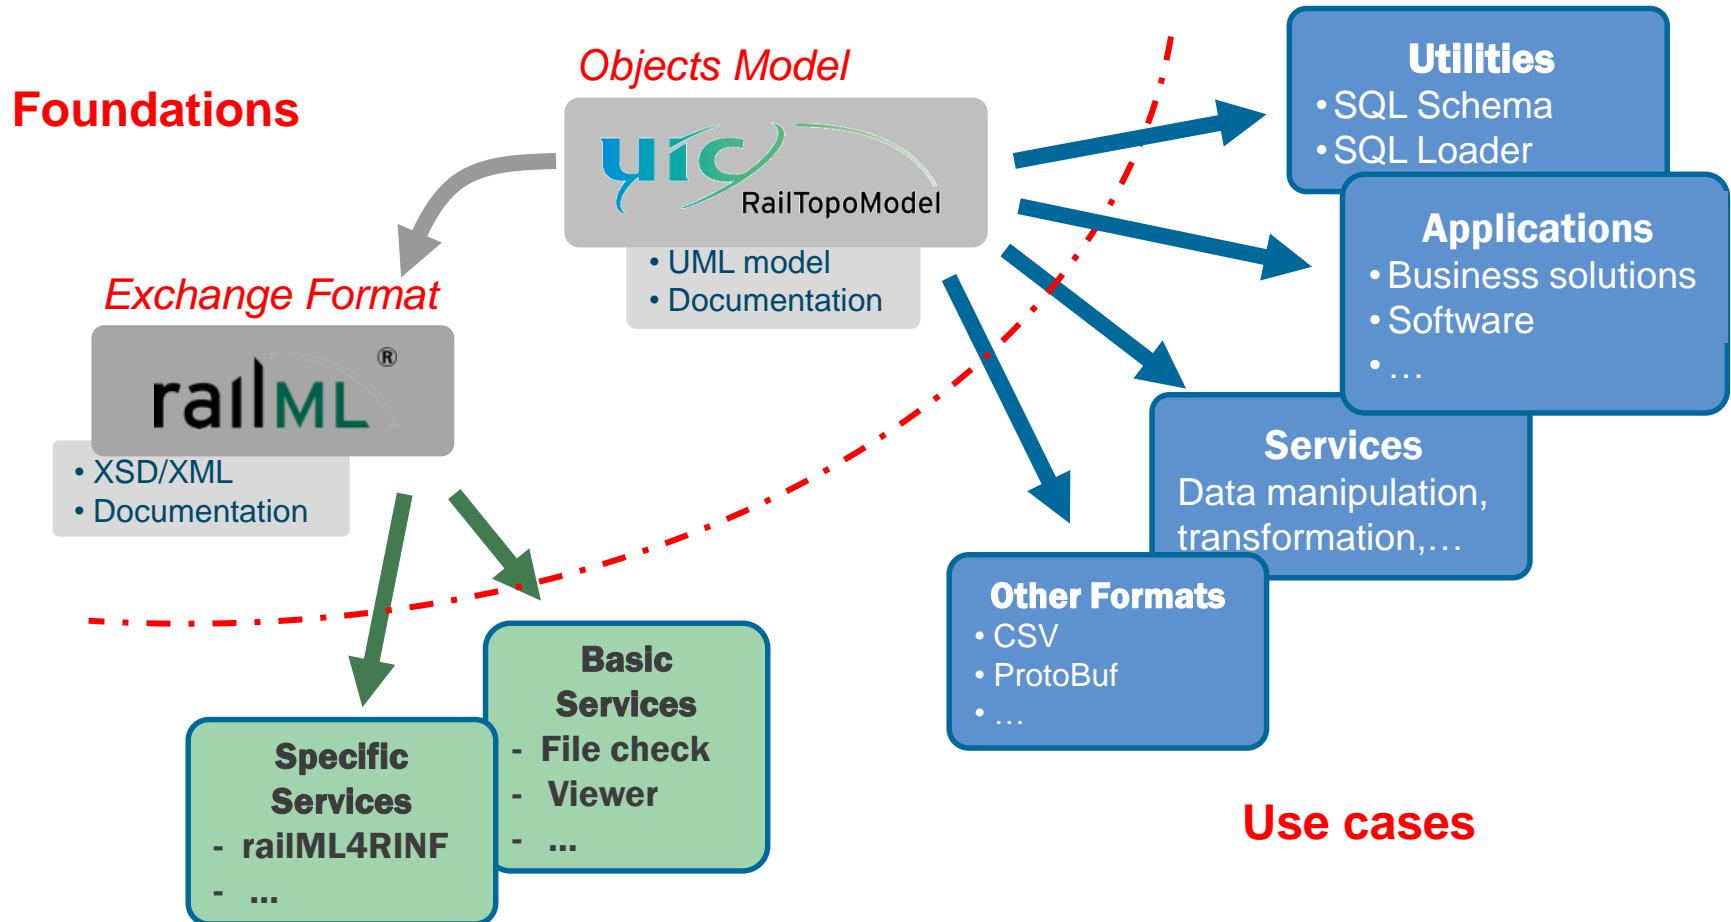 Foundations
Objects Model
uic
RailTopoModel
• UML model
• Documentation
Exchange Format
railML®
• XSD/XML
• Documentation
Utilities
• SQL Schema
• SQL Loader
Applications
• Business solutions
• Software
• …
Services
Data manipulation,
transformation,…
Other Formats
• CSV
• ProtoBuf
• …
Basic
Services
- File check
- Viewer
- ...
Specific
Services
- railML4RINF
- ...
Use cases